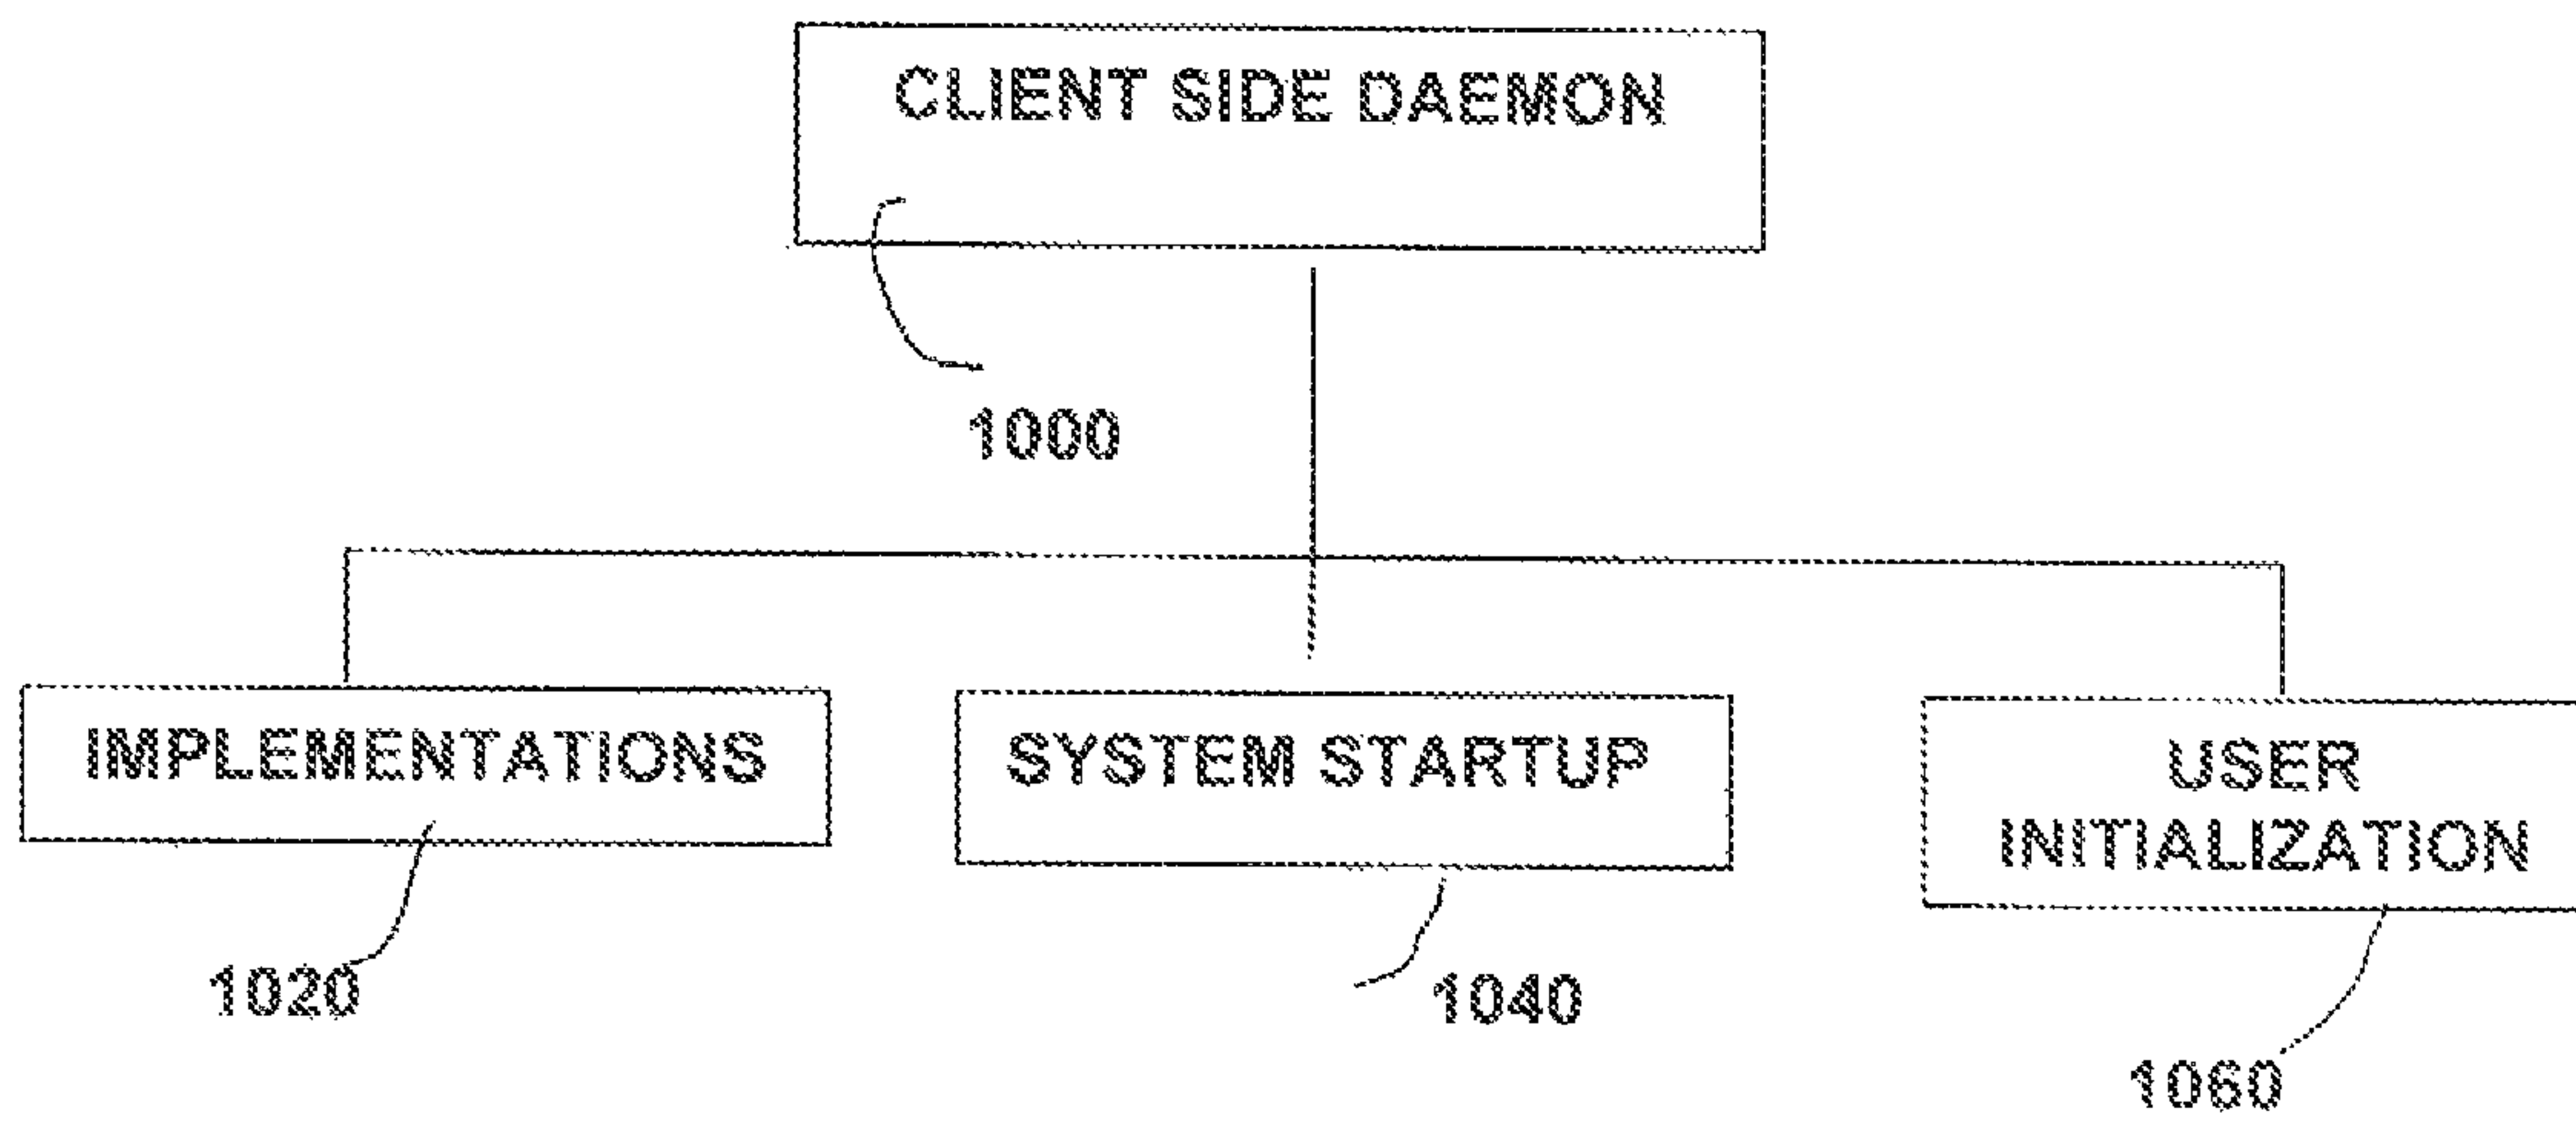 CLIENT SIDE DAEMON
1000
IMPLEMENTATIONS
SYSTEM STARTUP
USER
INITIALIZATION
1020
1040
1060